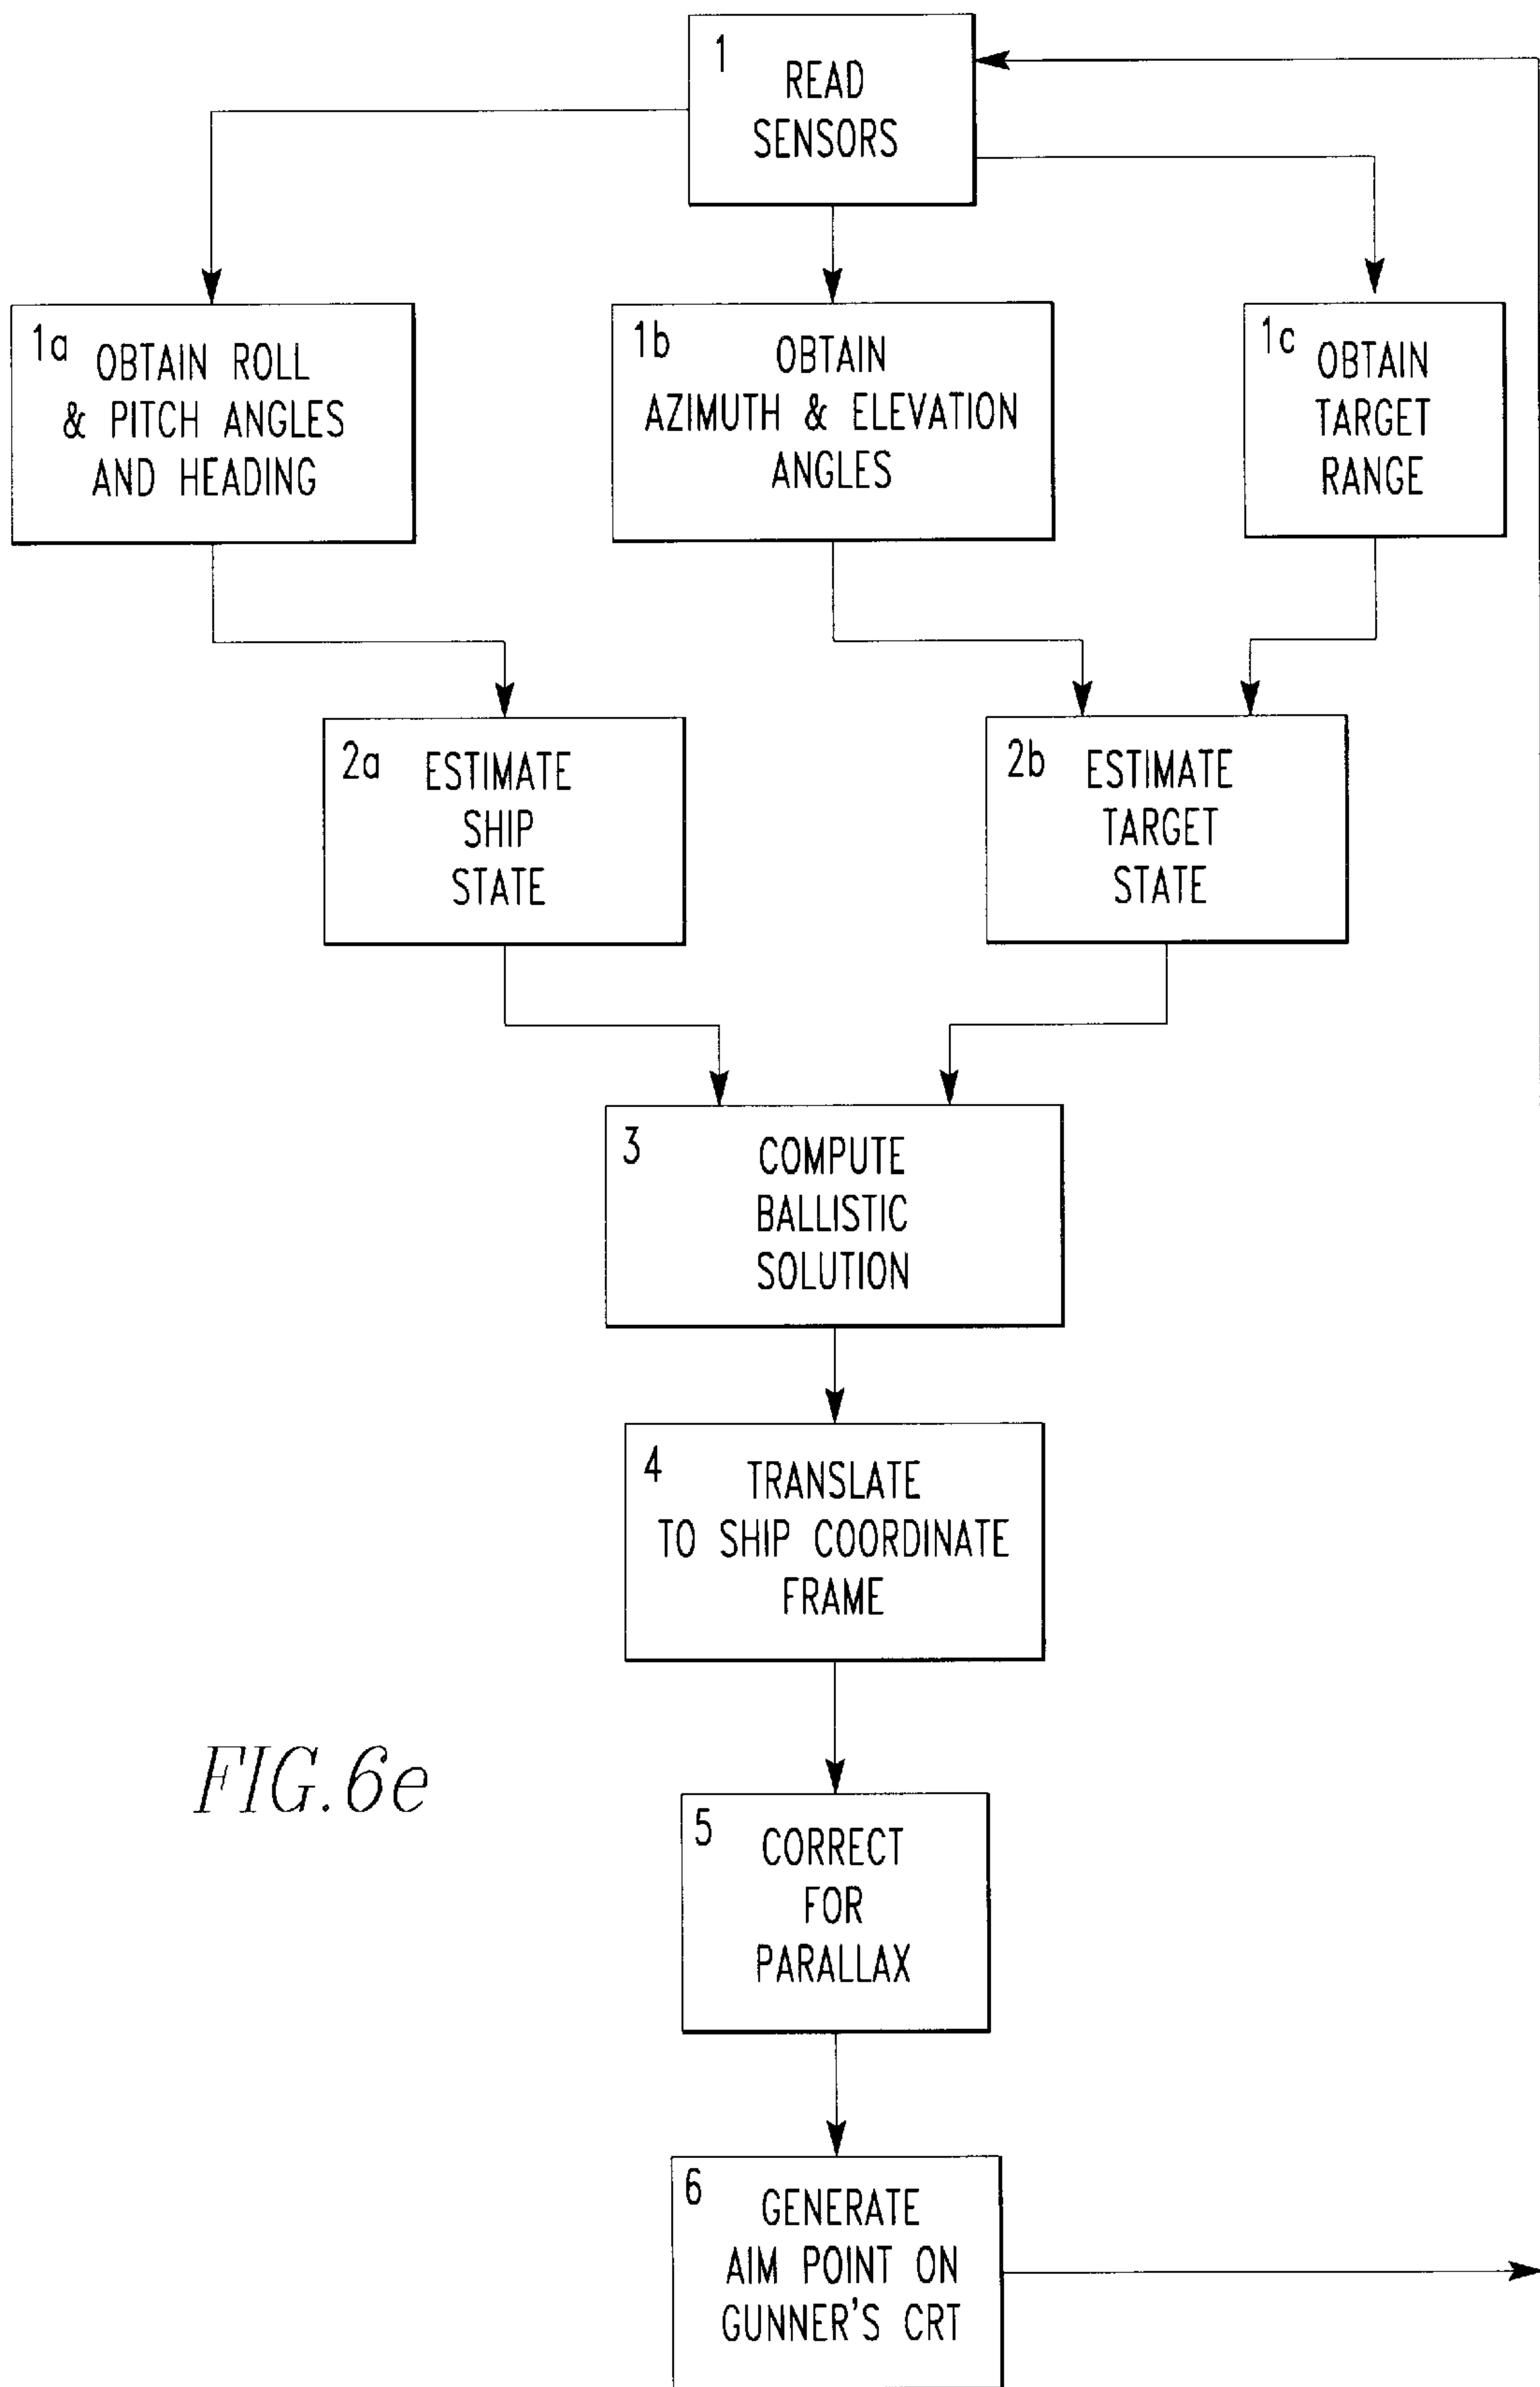 1
READ
SENSORS
1a OBTAIN ROLL
& PITCH ANGLES
AND HEADING
1b OBTAIN
AZIMUTH & ELEVATION
ANGLES
1c OBTAIN
TARGET
RANGE
2a ESTIMATE
SHIP
STATE
2b ESTIMATE
TARGET
STATE
3 COMPUTE
BALLISTIC
SOLUTION
4 TRANSLATE
TO SHIP COORDINATE
FRAME
FIG.6e
5 CORRECT
FOR
PARALLAX
6 GENERATE
AIM POINT ON
GUNNER'S CRT